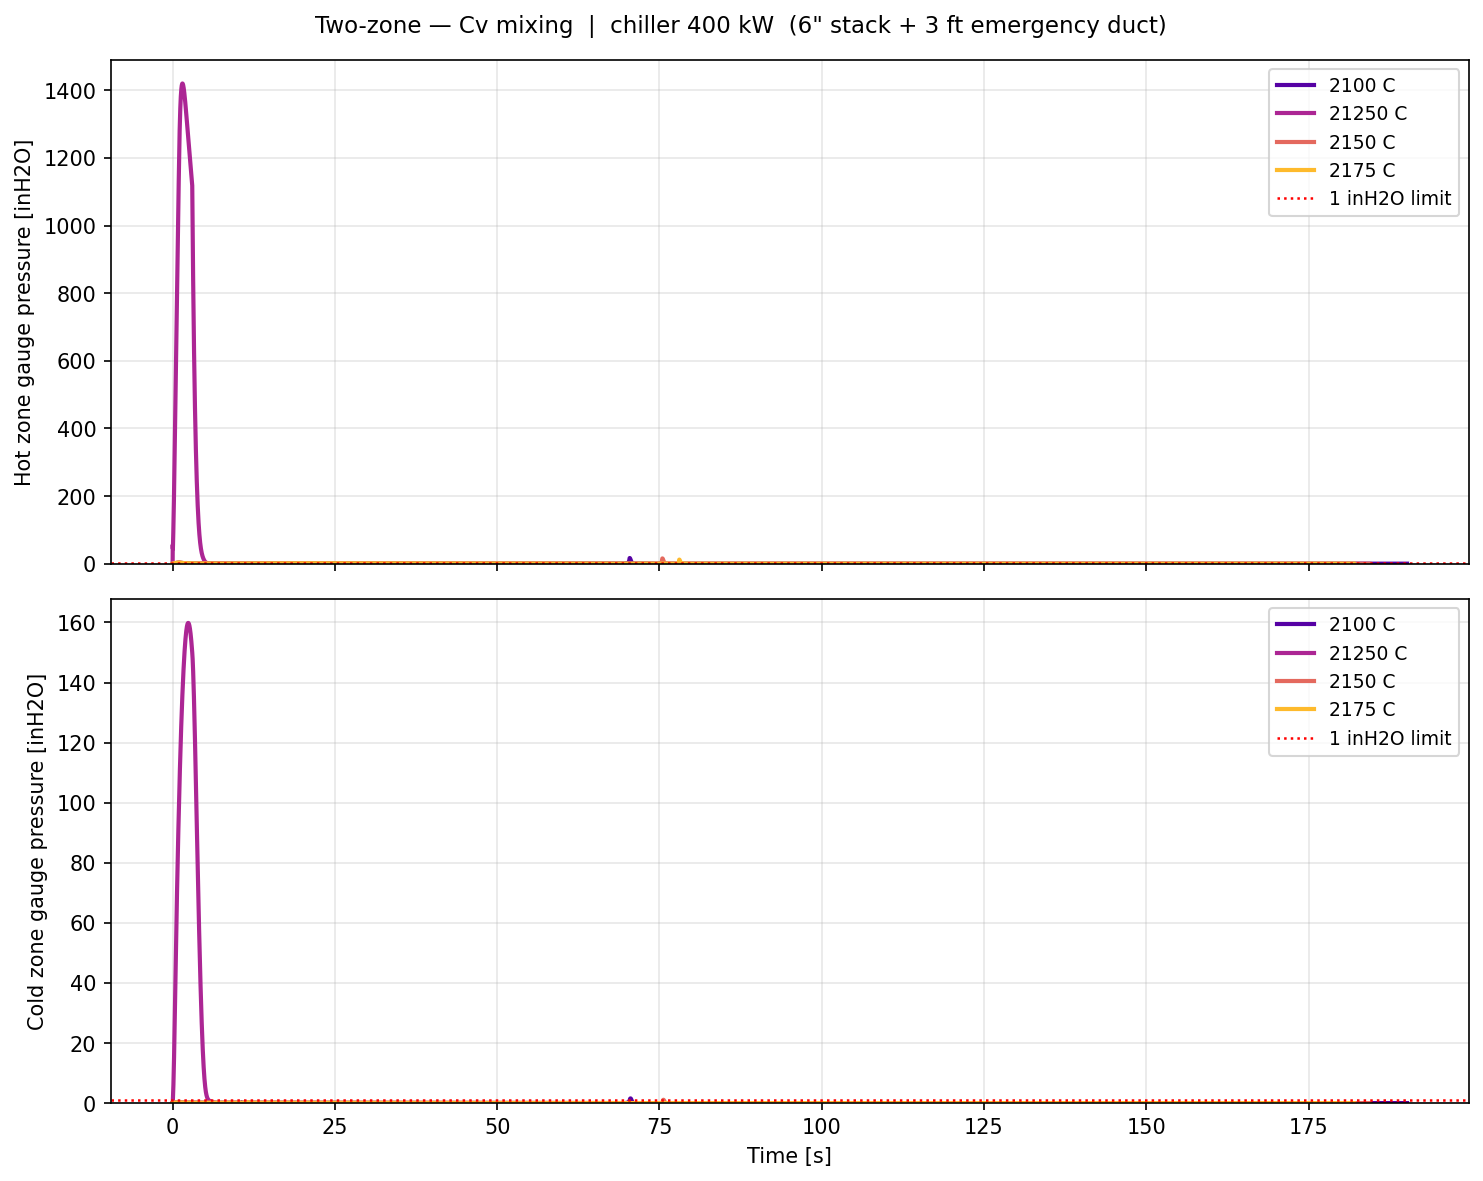 Two-zone — Cv mixing | chiller 400 kW (6" stack + 3 ft emergency duct)
Hot zone gauge pressure [inH2O]
1400
1200
1000
800
600
400
200
0
2100 C
21250 C
2150 C
2175 C
1 inH2O limit
Cold zone gauge pressure [inH2O]
160
140
120
100
80
60
40
20
0
2100 C
21250 C
2150 C
2175 C
1 inH2O limit
0 25 50 75 100 125 150 175
Time [s]